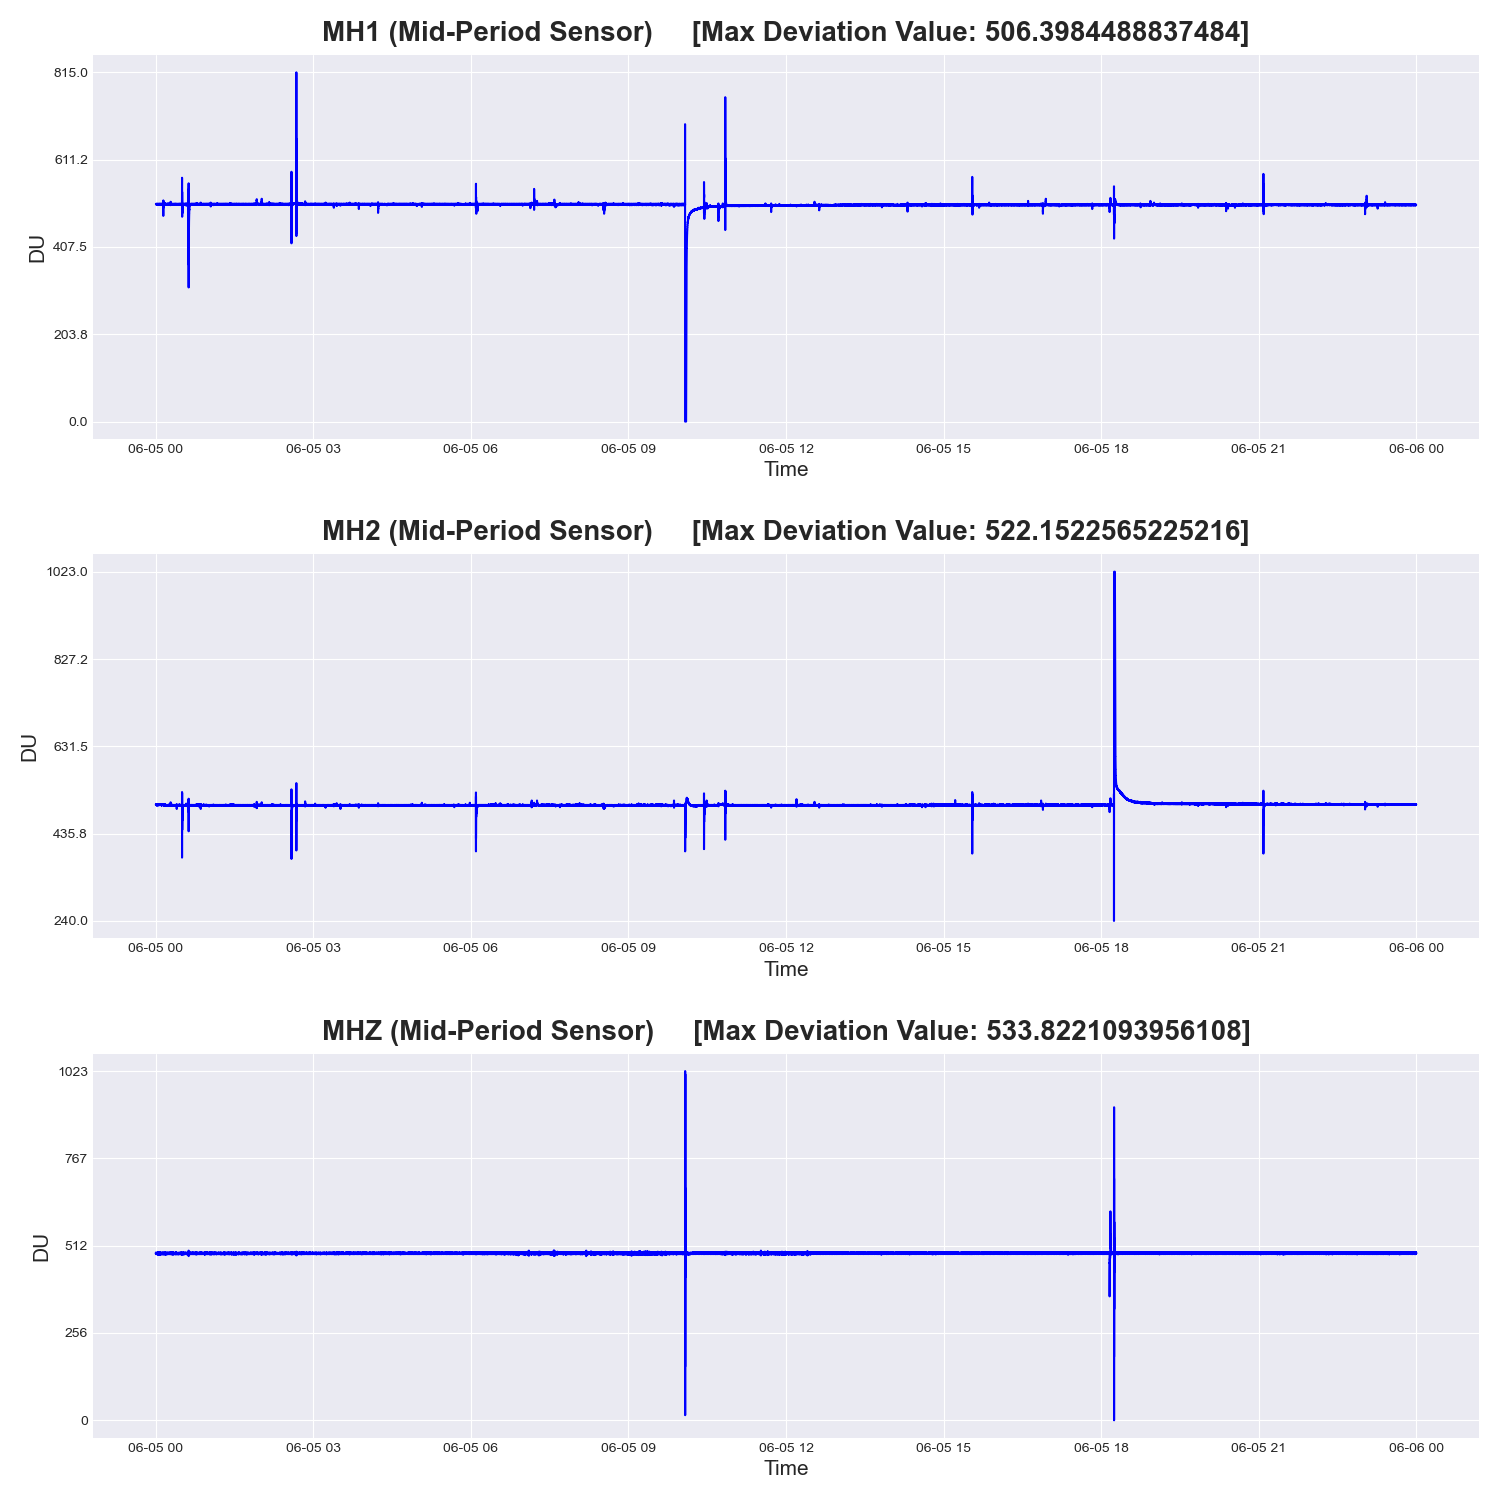 MH1 (Mid-Period Sensor) [Max Deviation Value: 506.3984488837484]
815.0
611.2
407.5
203.8
0.0
DU
06-05 00 06-05 03 06-05 06 06-05 09 06-05 12 06-05 15 06-05 18 06-05 21 06-06 00
Time
MH2 (Mid-Period Sensor) [Max Deviation Value: 522.1522565225216]
1023.0
827.2
631.5
435.8
240.0
DU
06-05 00 06-05 03 06-05 06 06-05 09 06-05 12 06-05 15 06-05 18 06-05 21 06-06 00
Time
MHZ (Mid-Period Sensor) [Max Deviation Value: 533.8221093956108]
1023
767
512
256
0
DU
06-05 00 06-05 03 06-05 06 06-05 09 06-05 12 06-05 15 06-05 18 06-05 21 06-06 00
Time